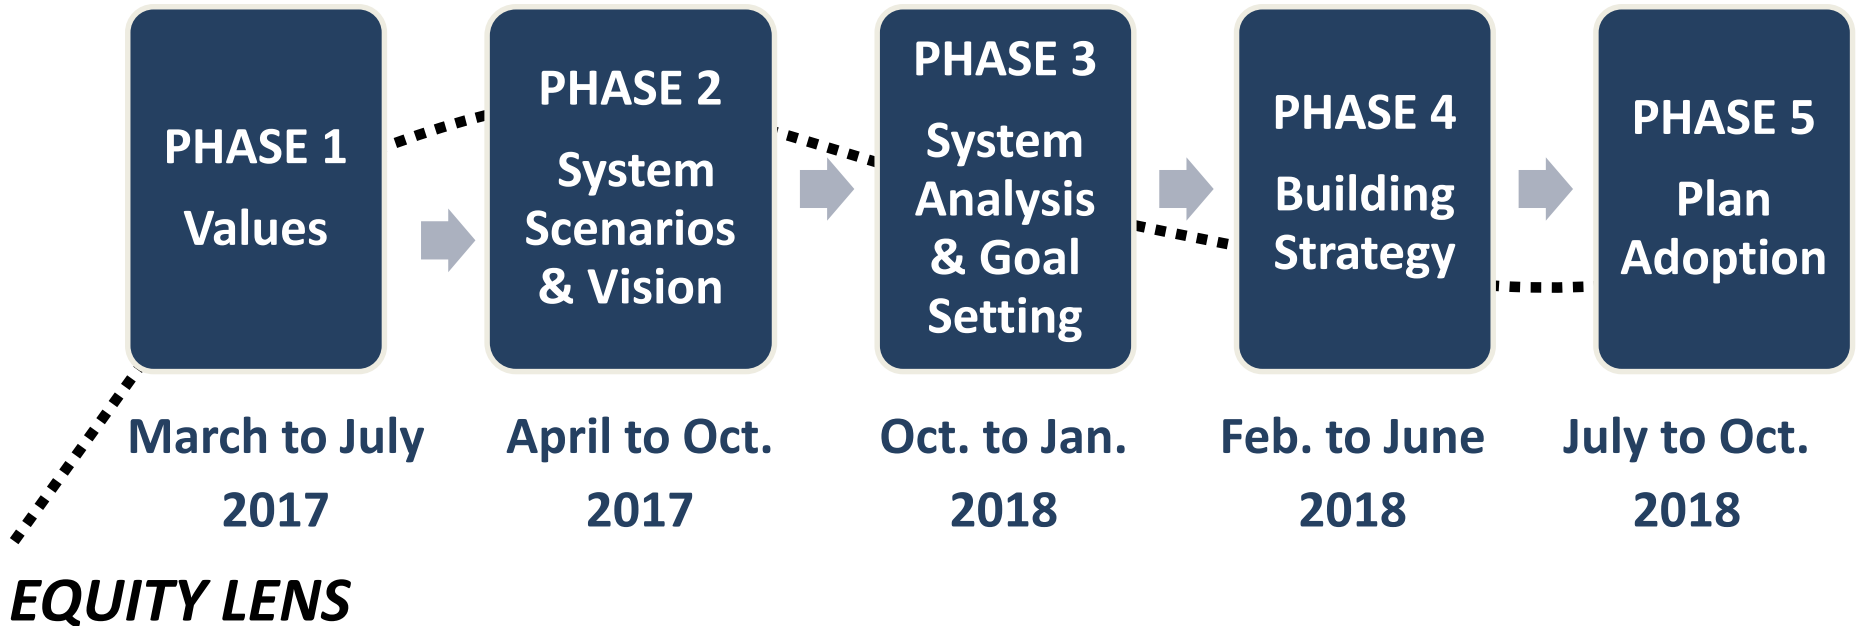 PHASE 1
Values
PHASE 2
System
Scenarios
& Vision
PHASE 3
System
Analysis
& Goal
Setting
PHASE 4
Building
Strategy
PHASE 5
Plan
Adoption
March to July
2017
April to Oct.
2017
Oct. to Jan.
2018
Feb. to June
2018
July to Oct.
2018
EQUITY LENS